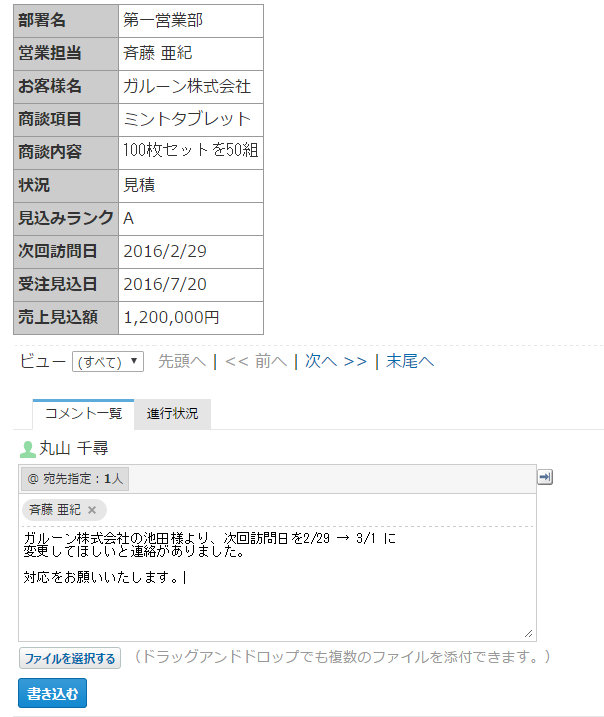 部署名 第一営業部
営業担当 斉藤 亜紀
お客様名 ガルーン株式会社
商談項目 ミントタブレット
商談内容 100枚セットを50組
状況 見積
見込みランク A
次回訪問日 2016/2/29
受注見込日 2016/7/20
売上見込額 1,200,000円
ビュー (すべて) ▼ 先頭へ | << 前へ | 次へ >> | 末尾へ
コメント一覧 進行状況
丸山 千尋
@ 宛先指定：1人
斉藤 亜紀 ×
ガルーン株式会社の池田様より、次回訪問日を2/29 → 3/1 に
変更してほしいと連絡がありました。
対応をお願いいたします。
ファイルを選択する （ドラッグアンドドロップでも複数のファイルを添付できます。）
書き込む